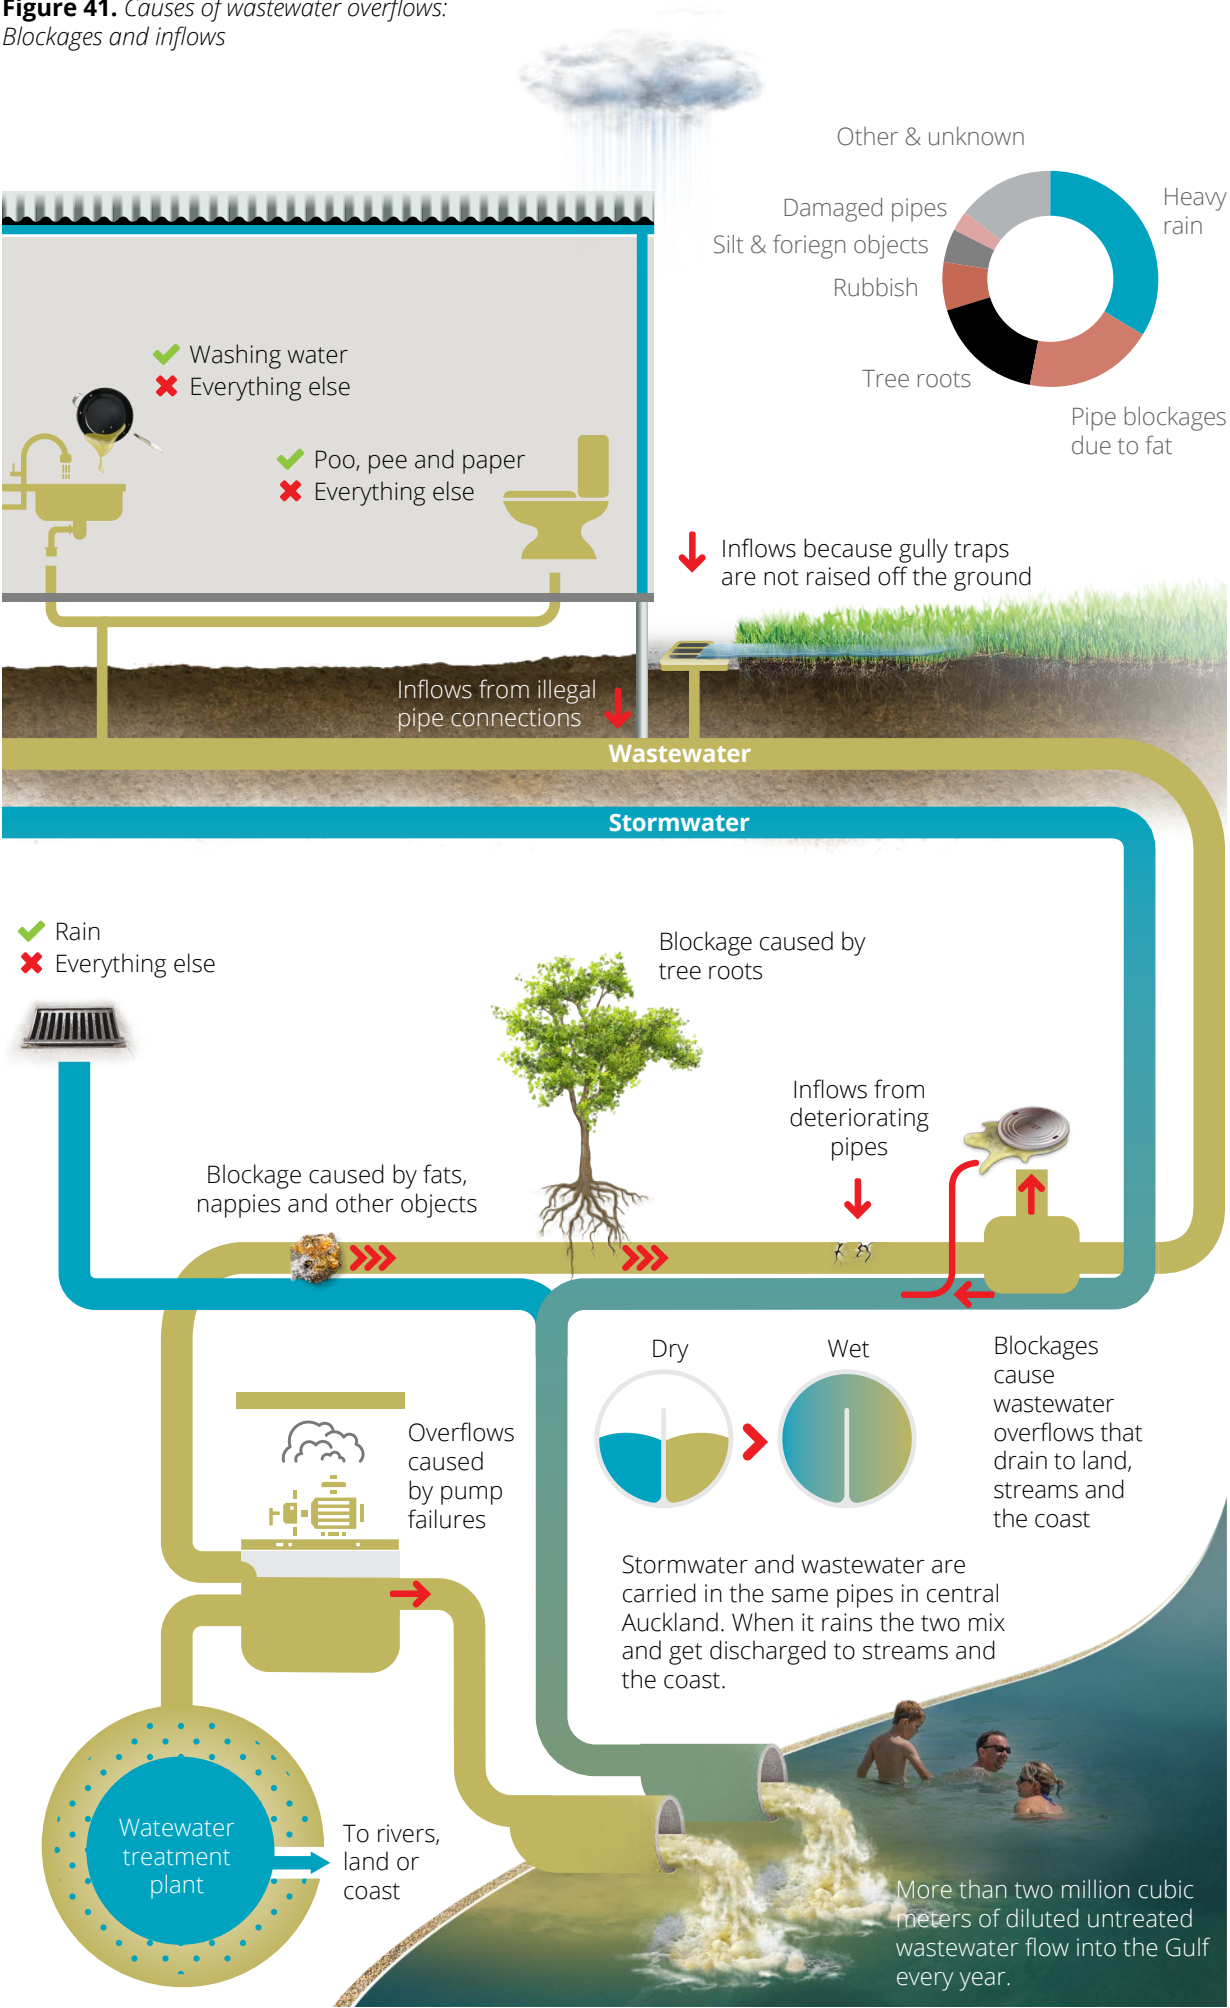 Figure 41. Causes of wastewater overflows:
Blockages and inflows
Other & unknown
Heavy
rain
Damaged pipes
Silt & foriegn objects
Rubbish
Tree roots
Pipe blockages
due to fat
Washing water
Everything else
Poo, pee and paper
Everything else
Inflows because gully traps
are not raised off the ground
Inflows from illegal
pipe connections
Wastewater
Stormwater
Rain
Everything else
Blockage caused by
tree roots
Inflows from
deteriorating
pipes
Blockage caused by fats,
nappies and other objects
Dry
Wet
Blockages
cause
wastewater
overflows that
drain to land,
streams and
the coast
Overflows
caused
by pump
failures
Stormwater and wastewater are
carried in the same pipes in central
Auckland. When it rains the two mix
and get discharged to streams and
the coast.
Watewater
treatment
plant
To rivers,
land or
coast
More than two million cubic
meters of diluted untreated
wastewater flow into the Gulf
every year.